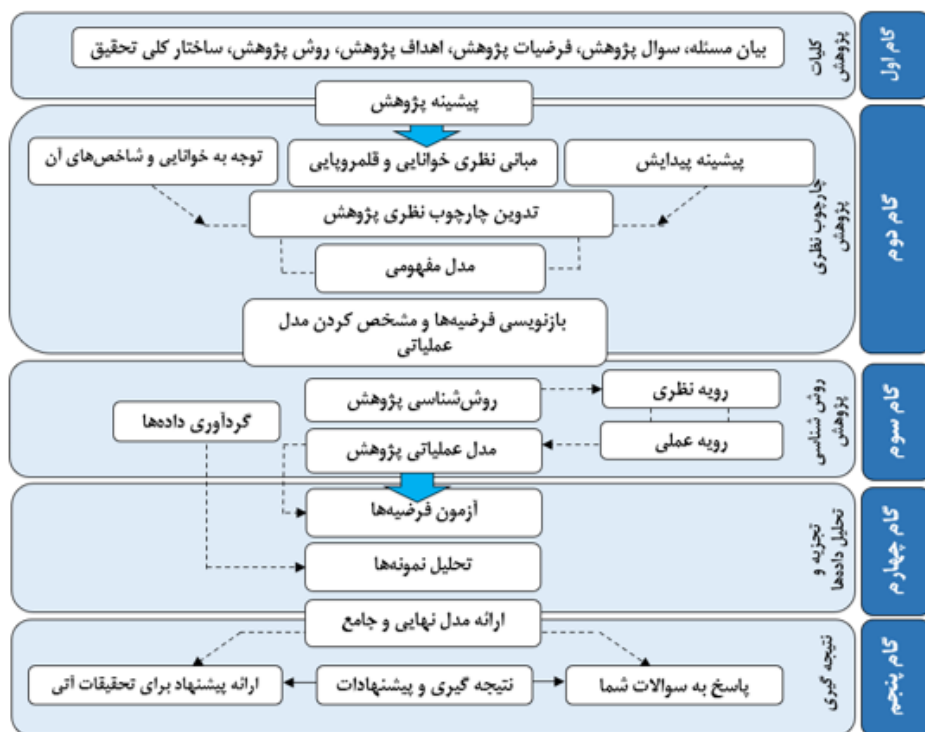 گام اول
کلیات پژوهش
بیان مسئله، سوال پژوهش، فرضیات پژوهش، اهداف پژوهش، روش پژوهش، ساختار کلی تحقیق
پیشینه پژوهش
گام دوم
چارچوب نظری پژوهش
پیشینه پیدایش
مبانی نظری خوانایی و قلمروپایی
توجه به خوانایی و شاخص‌های آن
تدوین چارچوب نظری پژوهش
مدل مفهومی
بازنویسی فرضیه‌ها و مشخص کردن مدل
عملیاتی
گام سوم
روش شناسی پژوهش
رویه نظری
روش‌شناسی پژوهش
گردآوری داده‌ها
رویه عملی
مدل عملیاتی پژوهش
گام چهارم
تجزیه و تحلیل داده‌ها
آزمون فرضیه‌ها
تحلیل نمونه‌ها
ارائه مدل نهایی و جامع
گام پنجم
نتیجه گیری
پاسخ به سوالات شما
نتیجه گیری و پیشنهادات
ارائه پیشنهاد برای تحقیقات آتی